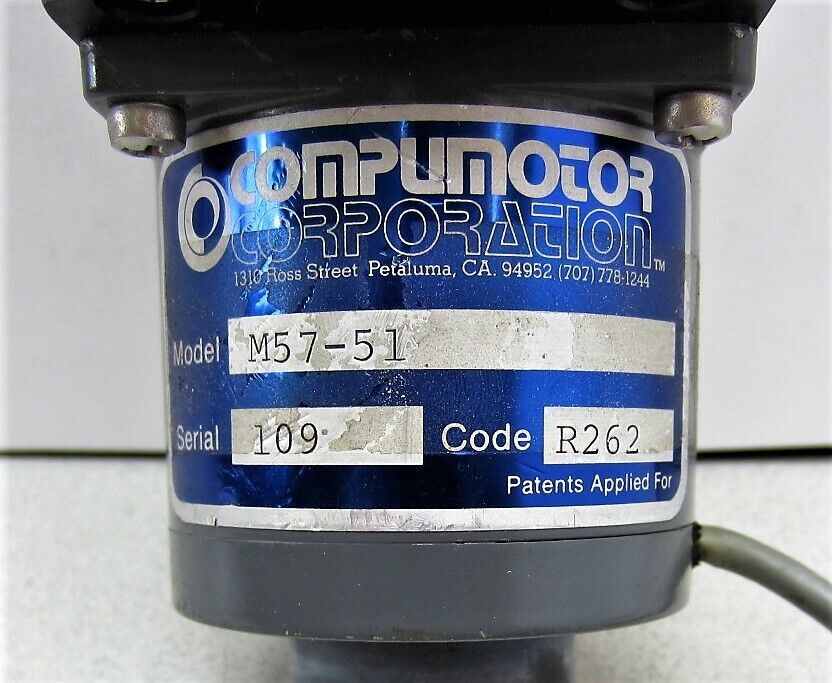 COMPUMOTOR
CORPORATION™
1310 Ross Street Petaluma, CA. 94952 (707) 778-1244
Model M57-51
Serial 109 Code R262
Patents Applied For